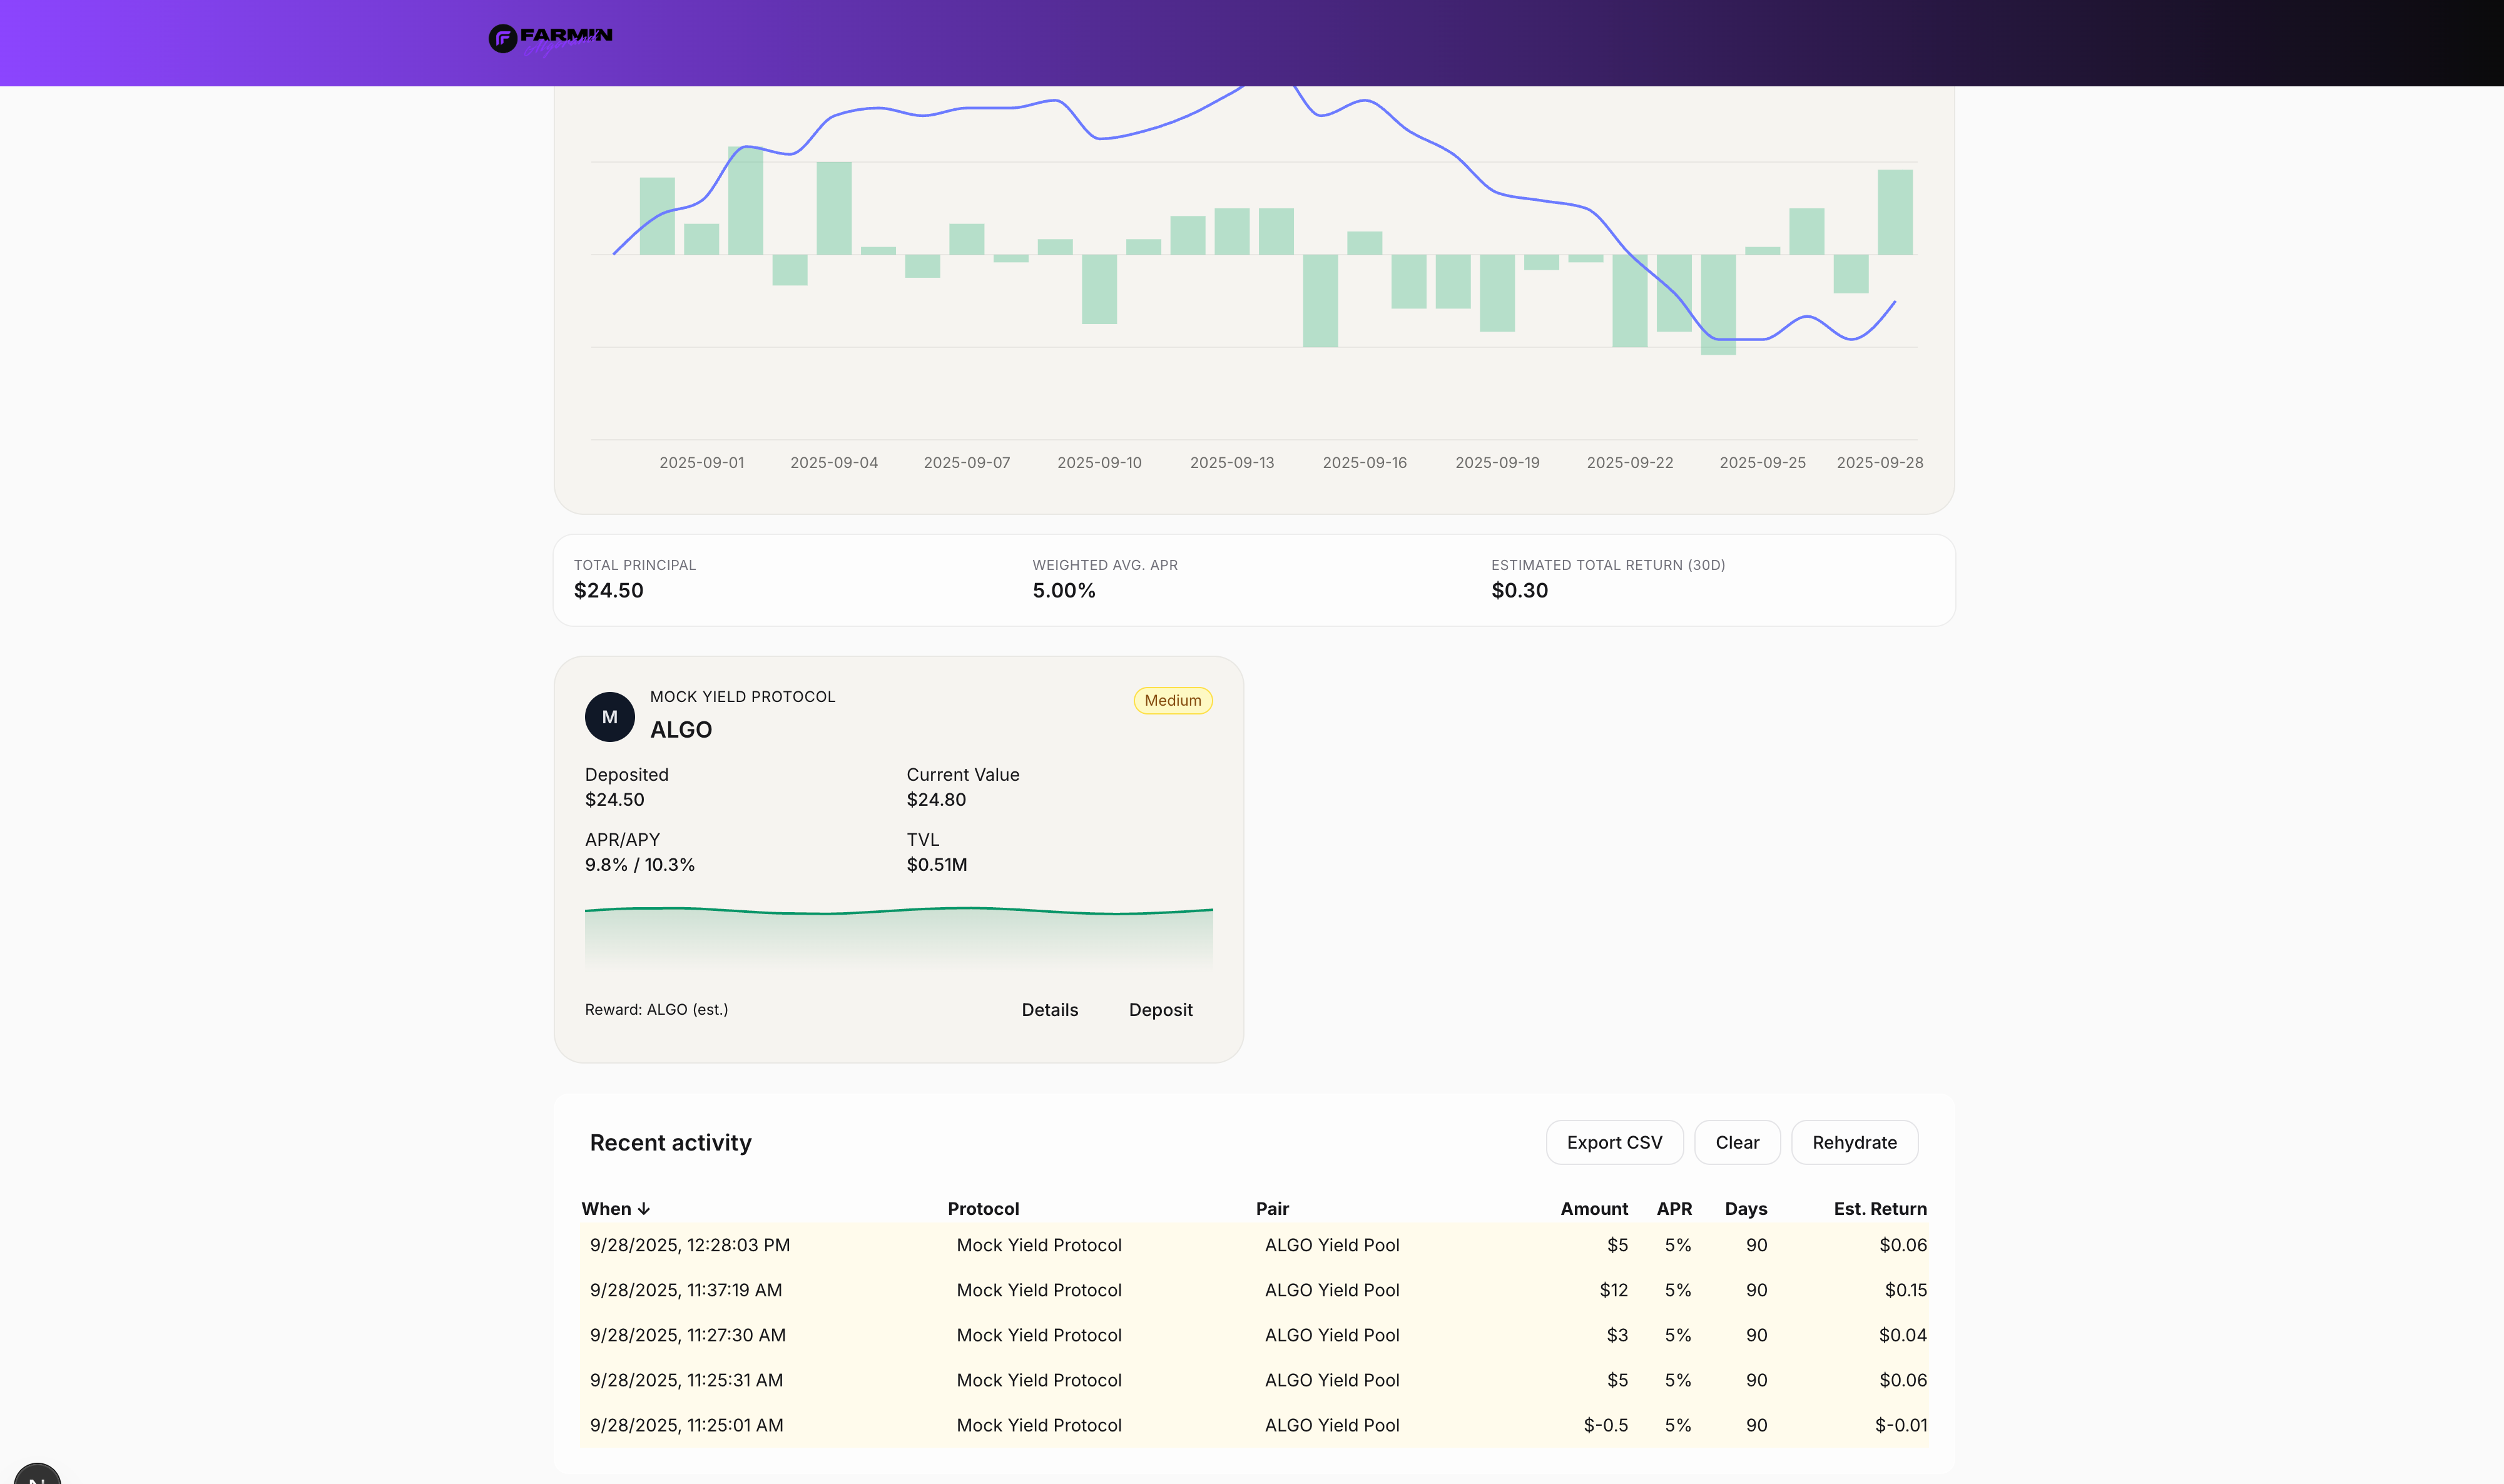 FARMIN
2025-09-01 2025-09-04 2025-09-07 2025-09-10 2025-09-13 2025-09-16 2025-09-19 2025-09-22 2025-09-25 2025-09-28
TOTAL PRINCIPAL WEIGHTED AVG. APR ESTIMATED TOTAL RETURN (30D)
$24.50 5.00% $0.30
MOCK YIELD PROTOCOL Medium
M
ALGO
Deposited Current Value
$24.50 $24.80
APR/APY TVL
9.8% / 10.3% $0.51M
Reward: ALGO (est.) Details Deposit
Recent activity Export CSV Clear Rehydrate
When ↓ Protocol Pair Amount APR Days Est. Return
9/28/2025, 12:28:03 PM Mock Yield Protocol ALGO Yield Pool $5 5% 90 $0.06
9/28/2025, 11:37:19 AM Mock Yield Protocol ALGO Yield Pool $12 5% 90 $0.15
9/28/2025, 11:27:30 AM Mock Yield Protocol ALGO Yield Pool $3 5% 90 $0.04
9/28/2025, 11:25:31 AM Mock Yield Protocol ALGO Yield Pool $5 5% 90 $0.06
9/28/2025, 11:25:01 AM Mock Yield Protocol ALGO Yield Pool $-0.5 5% 90 $-0.01